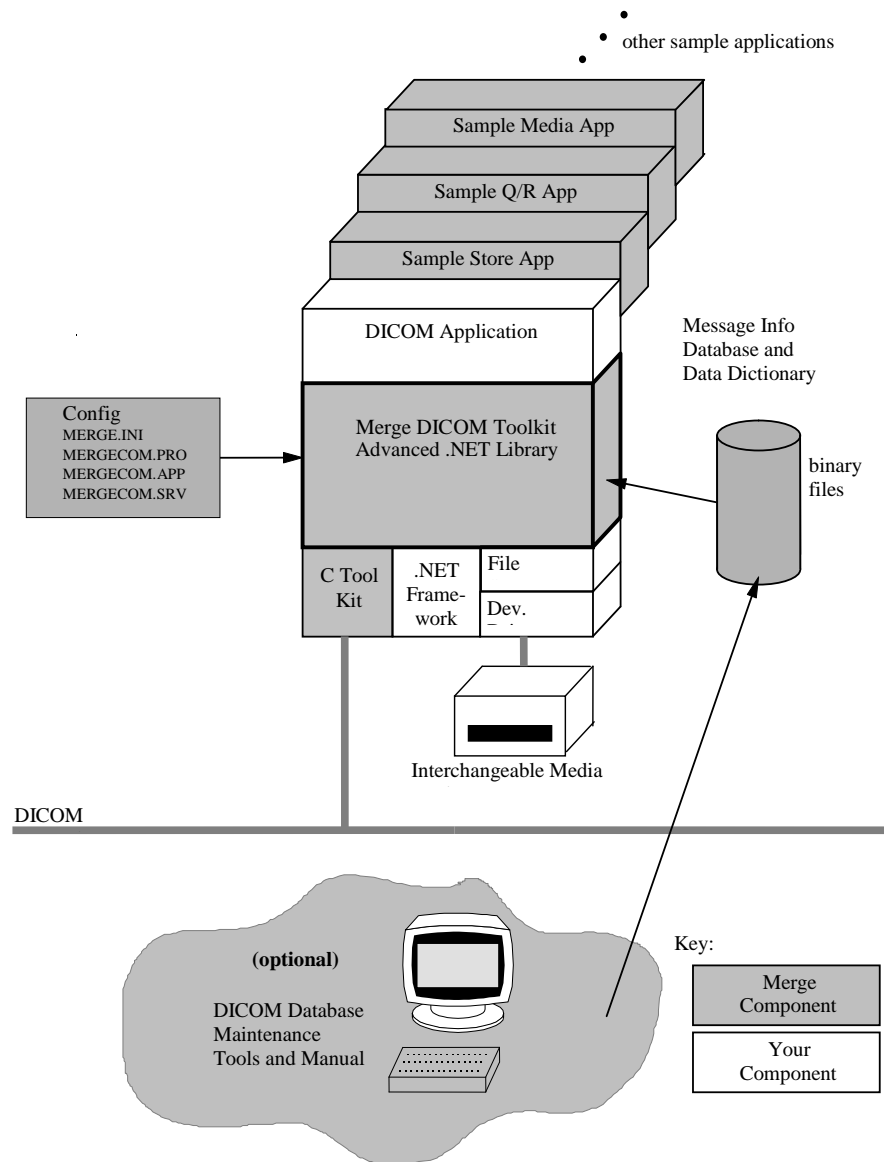 other sample applications
Sample Media App
Sample Q/R App
Sample Store App
DICOM Application
Message Info
Database and
Data Dictionary
Config
MERGE.INI
MERGECOM.PRO
MERGECOM.APP
MERGECOM.SRV
Merge DICOM Toolkit
Advanced .NET Library
binary
files
C Tool
Kit
.NET
Frame-
work
File
Dev.
Interchangeable Media
DICOM
(optional)
DICOM Database
Maintenance
Tools and Manual
Key:
Merge
Component
Your
Component